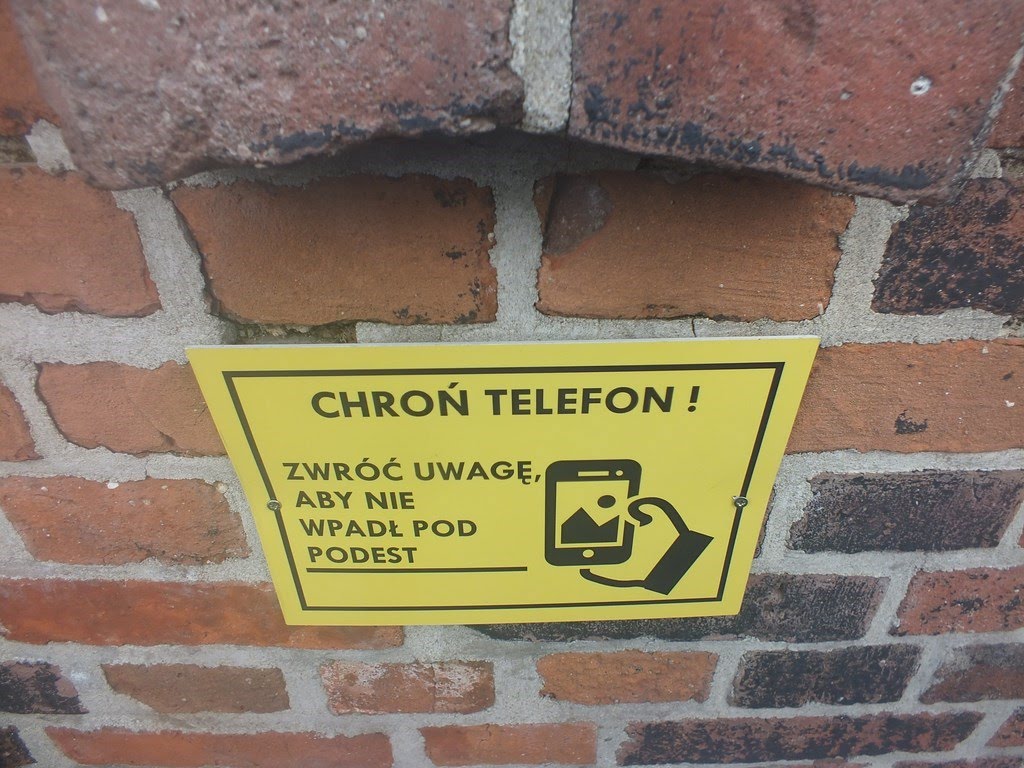 CHROŃ TELEFON !
ZWRÓĆ UWAGĘ,
ABY NIE
WPADŁ POD
PODEST